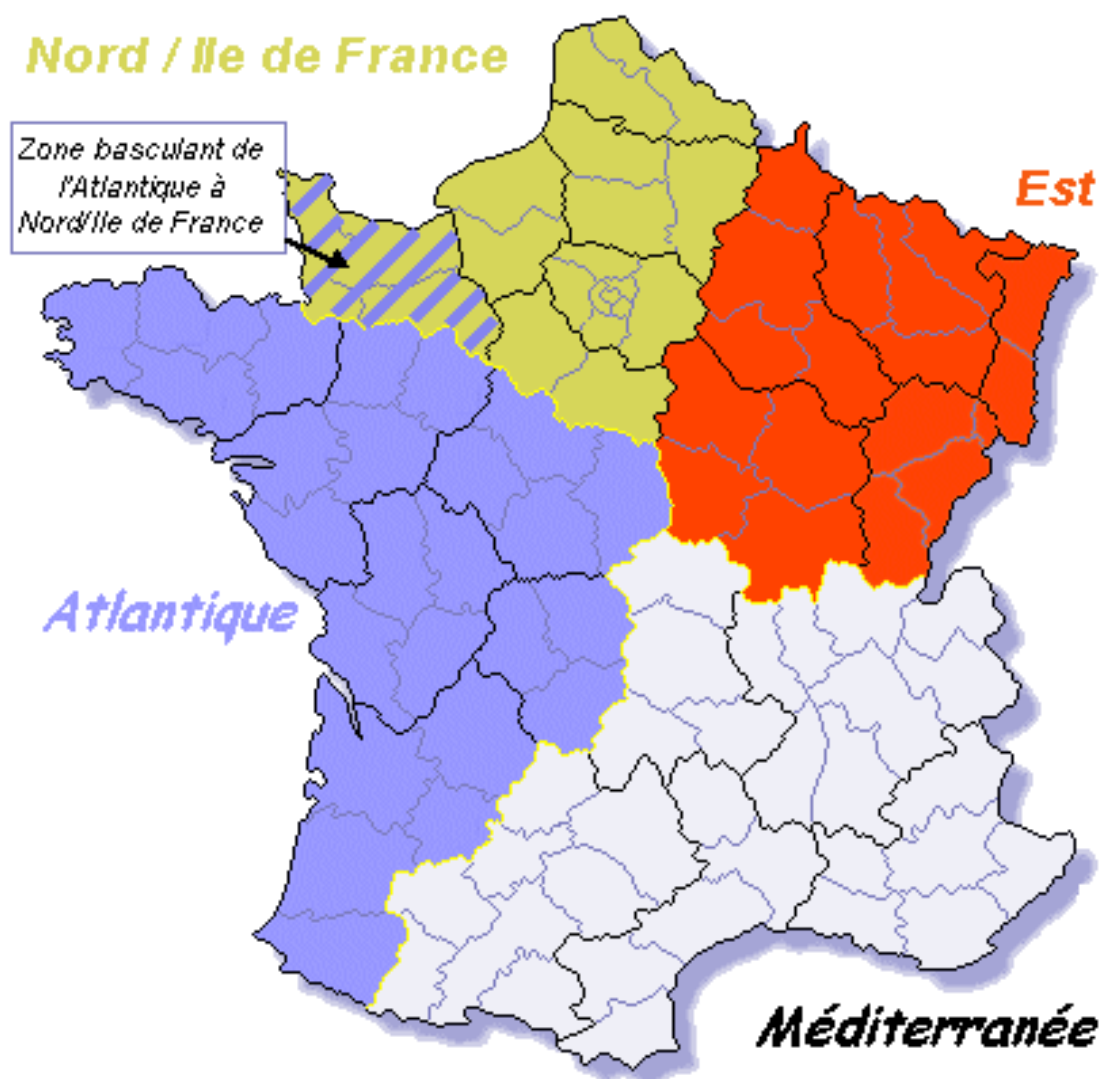 Nord / Ile de France
Zone basculant de
l'Atlantique à
Nord/Ile de France
Est
Atlantique
Méditerranée